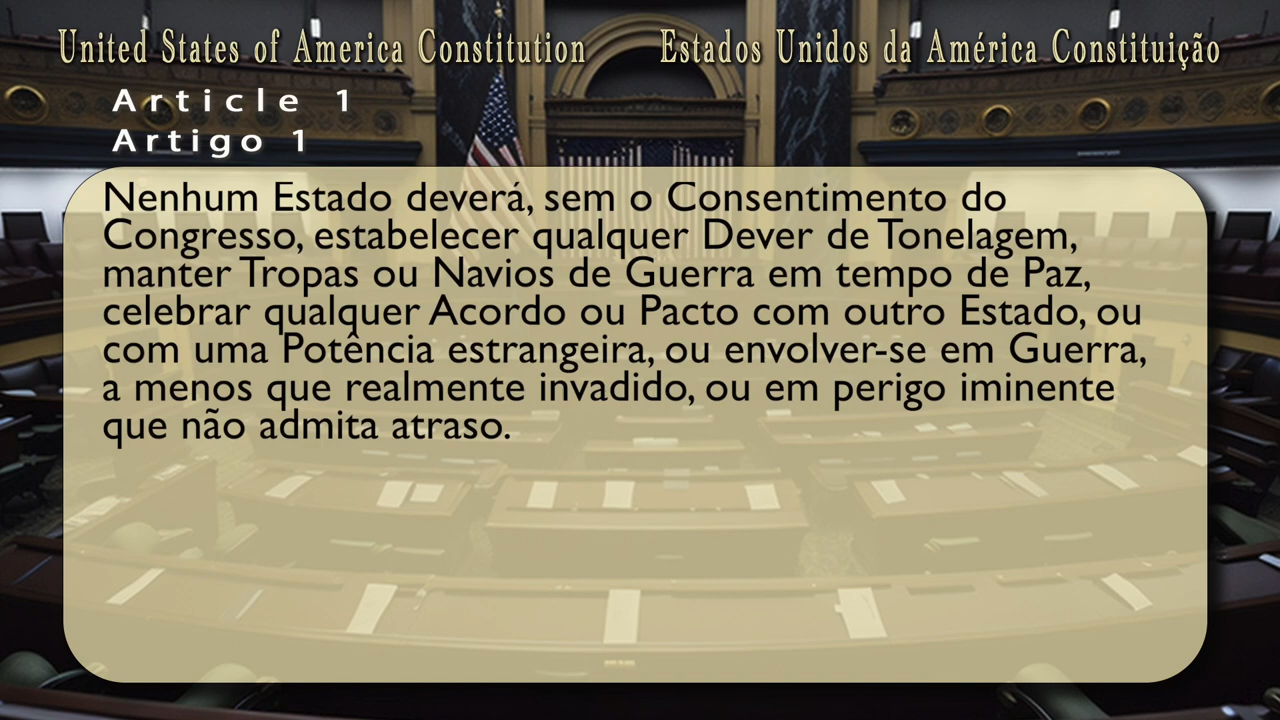 United States of America Constitution
Estados Unidos da América Constituição
Article 1
Artigo 1
Nenhum Estado deverá, sem o Consentimento do
Congresso, estabelecer qualquer Dever de Tonelagem,
manter Tropas ou Navios de Guerra em tempo de Paz,
celebrar qualquer Acordo ou Pacto com outro Estado, ou
com uma Potência estrangeira, ou envolver-se em Guerra,
a menos que realmente invadido, ou em perigo iminente
que não admita atraso.